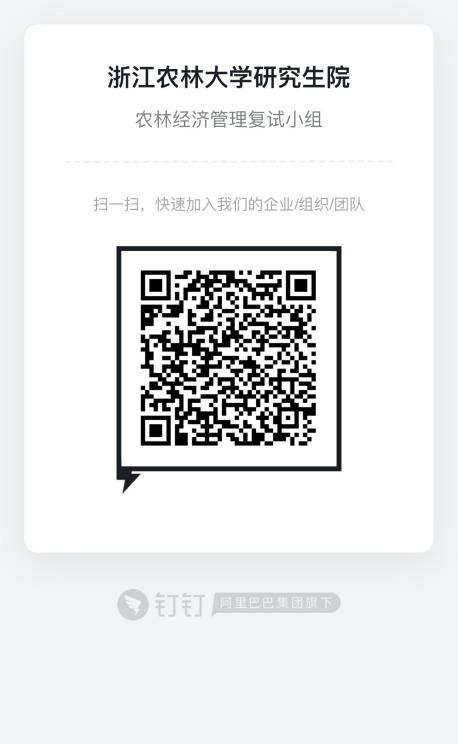 浙江农林大学研究生院
农林经济管理复试小组
扫一扫，快速加入我们的企业/组织/团队
钉钉 阿里巴巴集团旗下